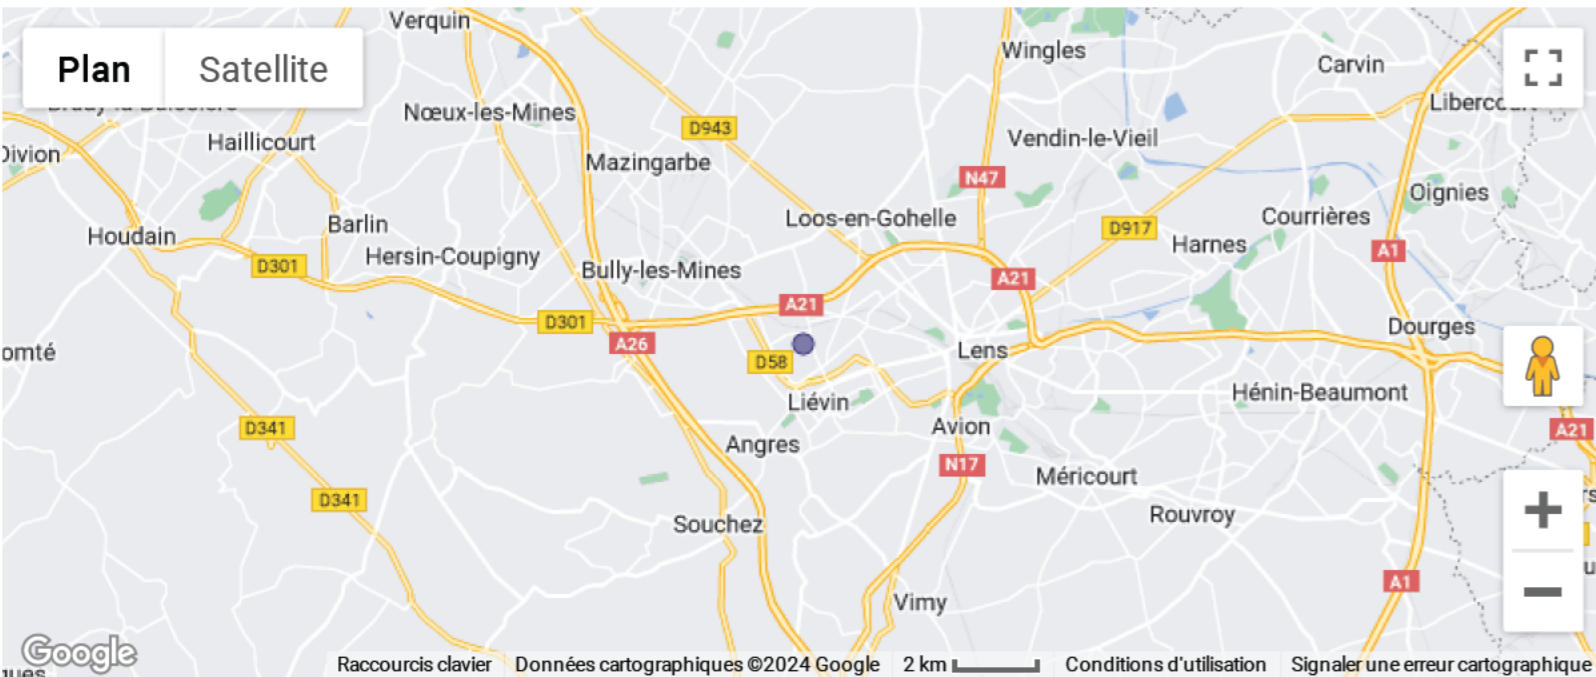 Verquin
Plan
Satellite
Wingles
Carvin
Libercourt
Nœux-les-Mines
D943
Haillicourt
Vendin-le-Vieil
Divion
Mazingarbe
N47
Oignies
Loos-en-Gohelle
Courrières
Barlin
D917
Houdain
Harnes
A1
Hersin-Coupigny
D301
Bully-les-Mines
A21
A21
D301
Dourges
A26
Lens
omté
D58
Hénin-Beaumont
Liévin
Avion
D341
A21
Angres
N17
Méricourt
D341
Rouvroy
Souchez
+
A1
−
Vimy
Google
Raccourcis clavier Données cartographiques ©2024 Google 2 km Conditions d'utilisation Signaler une erreur cartographique